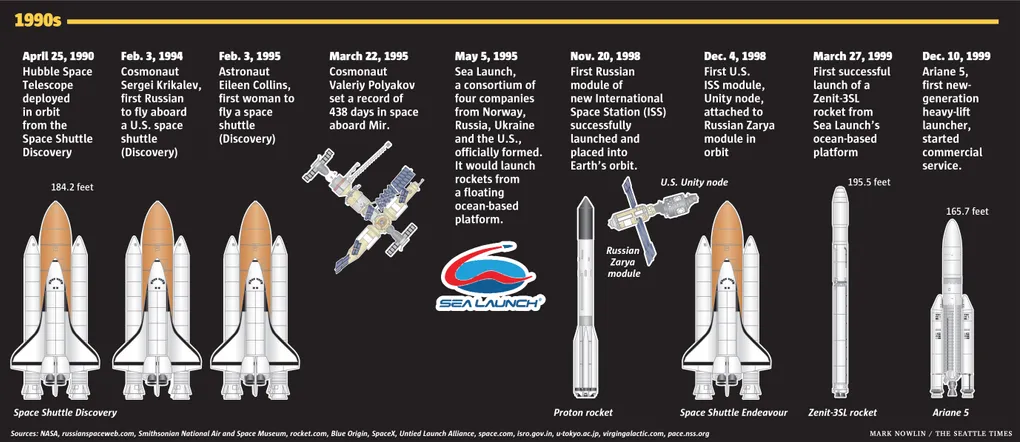 1990s
April 25, 1990
Hubble Space
Telescope
deployed
in orbit
from the
Space Shuttle
Discovery
Feb. 3, 1994
Cosmonaut
Sergei Krikalev,
first Russian
to fly aboard
a U.S. space
shuttle
(Discovery)
Feb. 3, 1995
Astronaut
Eileen Collins,
first woman to
fly a space
shuttle
(Discovery)
March 22, 1995
Cosmonaut
Valeriy Polyakov
set a record of
438 days in space
aboard Mir.
May 5, 1995
Sea Launch,
a consortium of
four companies
from Norway,
Russia, Ukraine
and the U.S.,
officially formed.
It would launch
rockets from
a floating
ocean-based
platform.
Nov. 20, 1998
First Russian
module of
new International
Space Station (ISS)
successfully
launched and
placed into
Earth's orbit.
Dec. 4, 1998
First U.S.
ISS module,
Unity node,
attached to
Russian Zarya
module in
orbit
March 27, 1999
First successful
launch of a
Zenit-3SL
rocket from
Sea Launch's
ocean-based
platform
Dec. 10, 1999
Ariane 5,
first new-
generation
heavy-lift
launcher,
started
commercial
service.
184.2 feet
U.S. Unity node
195.5 feet
165.7 feet
Russian
Zarya
module
SEA LAUNCH
Space Shuttle Discovery
Proton rocket
Space Shuttle Endeavour
Zenit-3SL rocket
Ariane 5
Sources: NASA, russianspaceweb.com, Smithsonian National Air and Space Museum, rocket.com, Blue Origin, SpaceX, Untied Launch Alliance, space.com, isro.gov.in, u-tokyo.ac.jp, virgingalactic.com, pace.nss.org
MARK NOWLIN / THE SEATTLE TIMES